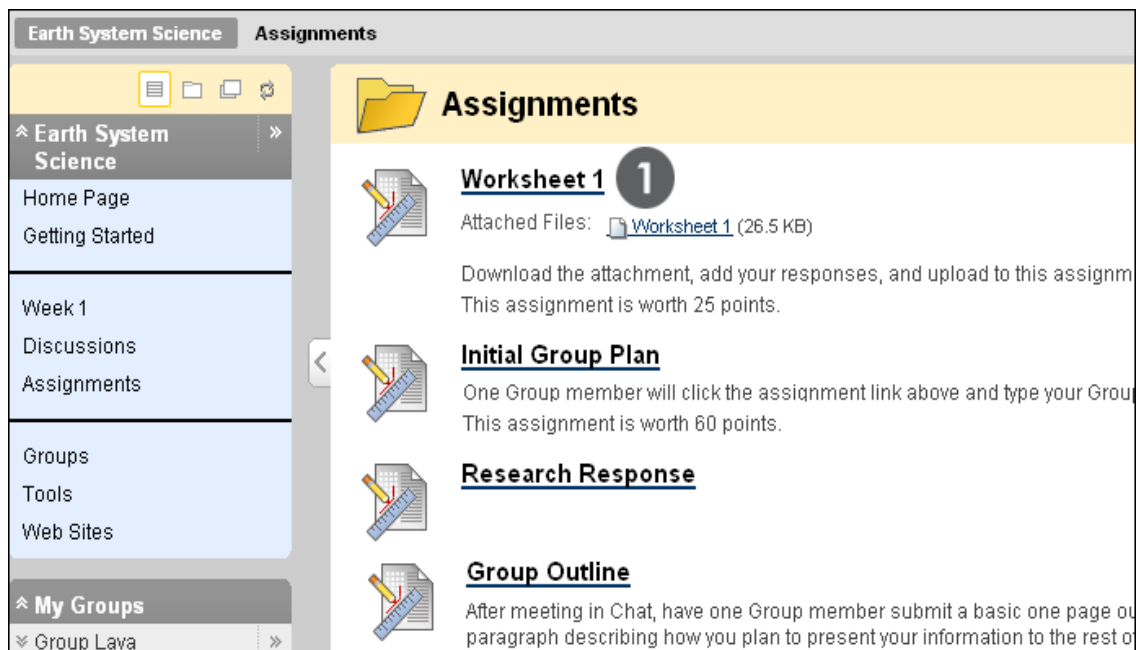 Earth System Science Assignments
Earth System
Science
Home Page
Getting Started
Week 1
Discussions
Assignments
Groups
Tools
Web Sites
My Groups
Group Lava
Assignments
Worksheet 1 1
Attached Files: Worksheet 1 (26.5 KB)
Download the attachment, add your responses, and upload to this assignm
This assignment is worth 25 points.
Initial Group Plan
One Group member will click the assignment link above and type your Group
This assignment is worth 60 points.
Research Response
Group Outline
After meeting in Chat, have one Group member submit a basic one page ou
paragraph describing how you plan to present your information to the rest of